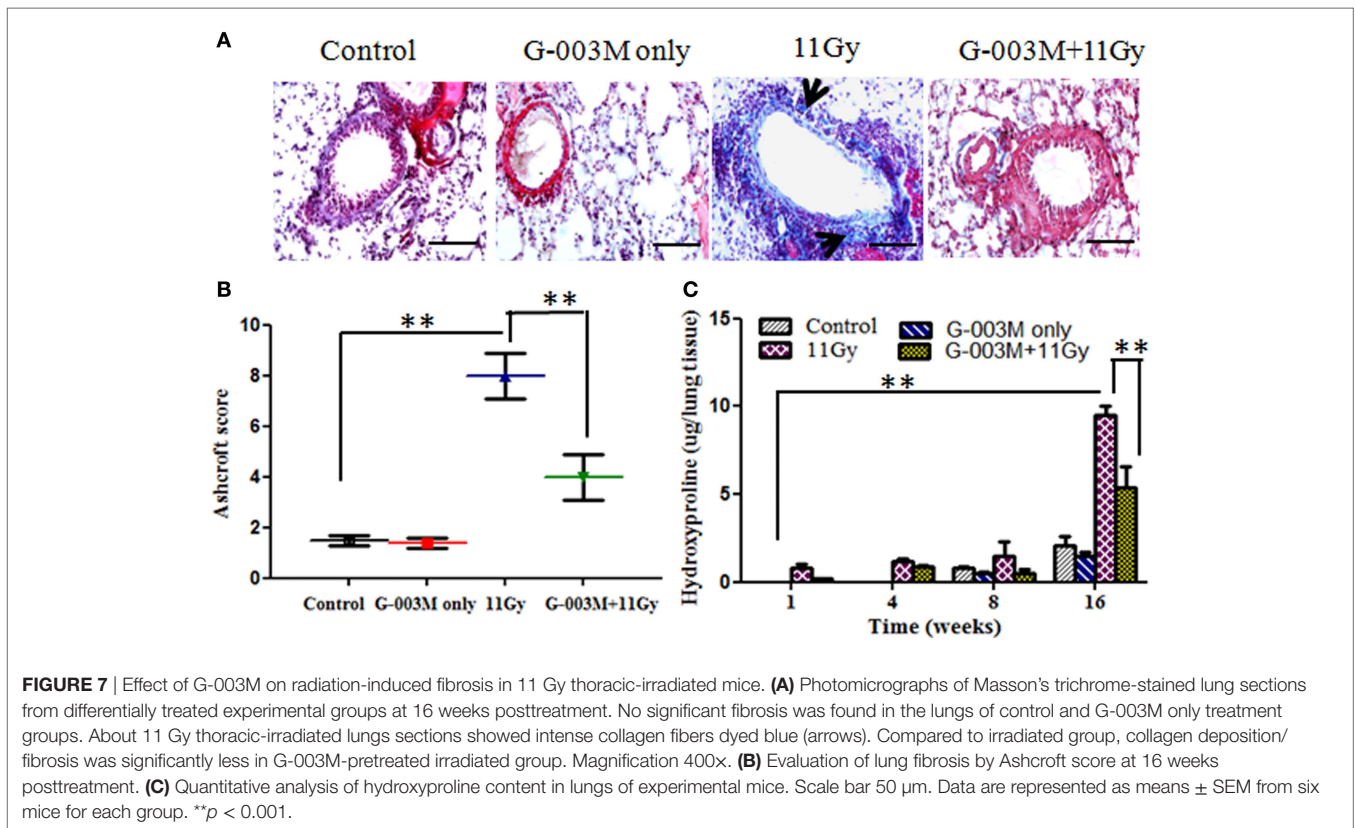 A
Control
G-003M only
11Gy
G-003M+11Gy
B
**
**
10
8
6
4
2
0
Ashcroft score
Control
G-003M only
11Gy
G-003M+11Gy
C
Control
G-003M only
11Gy
G-003M+11Gy
**
**
15
10
5
0
Hydroxyproline (ug/lung tissue)
1
4
8
16
Time (weeks)
FIGURE 7 | Effect of G-003M on radiation-induced fibrosis in 11 Gy thoracic-irradiated mice. (A) Photomicrographs of Masson’s trichrome-stained lung sections
from differentially treated experimental groups at 16 weeks posttreatment. No significant fibrosis was found in the lungs of control and G-003M only treatment
groups. About 11 Gy thoracic-irradiated lungs sections showed intense collagen fibers dyed blue (arrows). Compared to irradiated group, collagen deposition/
fibrosis was significantly less in G-003M-pretreated irradiated group. Magnification 400×. (B) Evaluation of lung fibrosis by Ashcroft score at 16 weeks
posttreatment. (C) Quantitative analysis of hydroxyproline content in lungs of experimental mice. Scale bar 50 µm. Data are represented as means ± SEM from six
mice for each group. **p < 0.001.